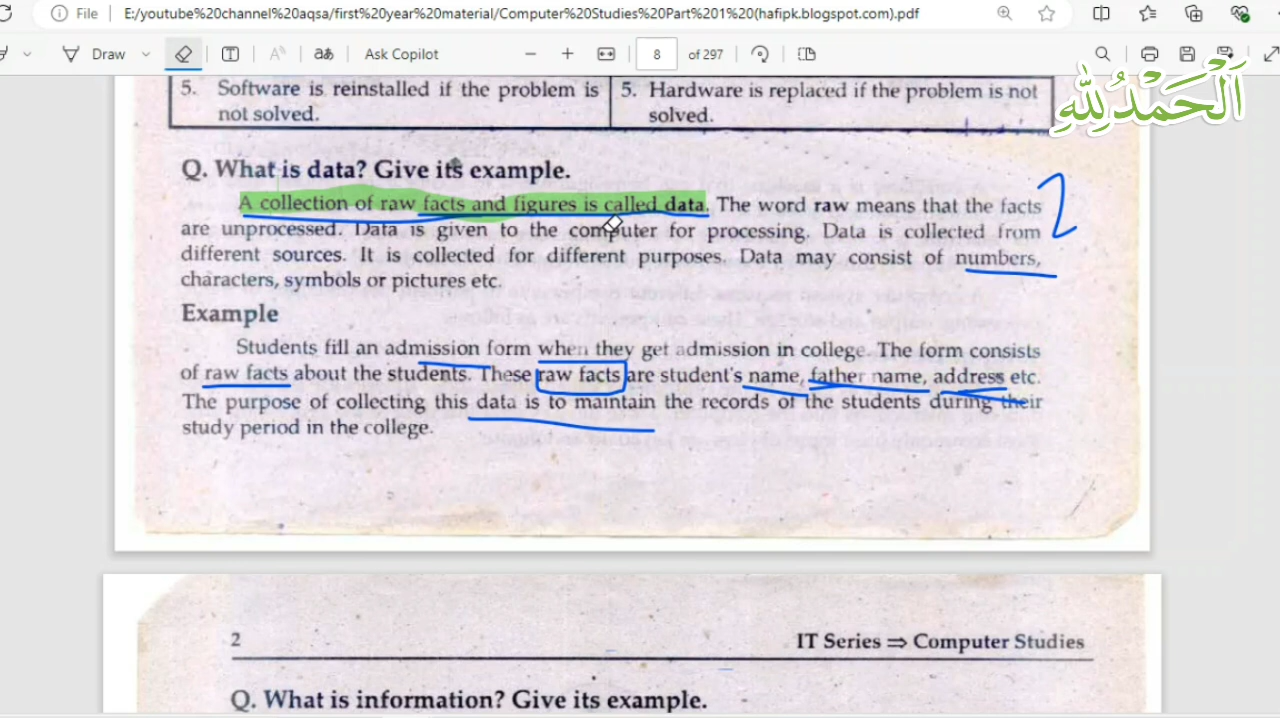 File E:/youtube%20channel%20aqsa/first%20year%20material/Computer%20Studies%20Part%201%20(hafipk.blogspot.com).pdf
Draw aあ Ask Copilot 8 of 297
اَلْحَمْدُلِلّٰهِ
5. Software is reinstalled if the problem is not solved.
5. Hardware is replaced if the problem is not solved.
Q. What is data? Give its example.
A collection of raw facts and figures is called data. The word raw means that the facts
2
are unprocessed. Data is given to the computer for processing. Data is collected from
different sources. It is collected for different purposes. Data may consist of numbers,
characters, symbols or pictures etc.
Example
Students fill an admission form when they get admission in college. The form consists
of raw facts about the students. These raw facts are student's name, father name, address etc.
The purpose of collecting this data is to maintain the records of the students during their
study period in the college.
2 IT Series ⇒ Computer Studies
Q. What is information? Give its example.